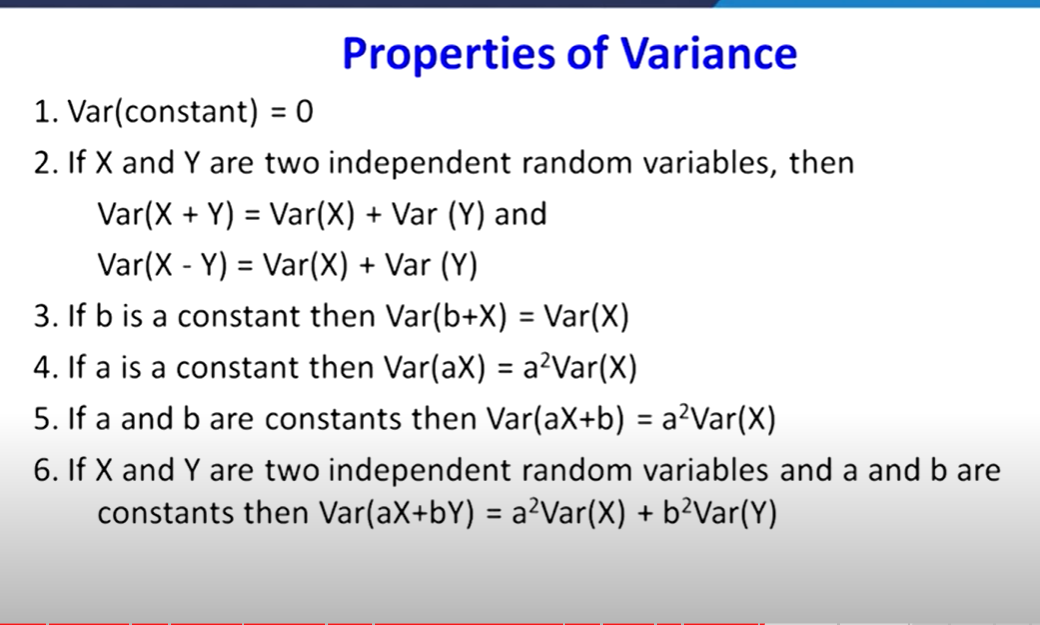 Properties of Variance
1. Var(constant) = 0
2. If X and Y are two independent random variables, then
Var(X + Y) = Var(X) + Var (Y) and
Var(X - Y) = Var(X) + Var (Y)
3. If b is a constant then Var(b+X) = Var(X)
4. If a is a constant then Var(aX) = a²Var(X)
5. If a and b are constants then Var(aX+b) = a²Var(X)
6. If X and Y are two independent random variables and a and b are
constants then Var(aX+bY) = a²Var(X) + b²Var(Y)